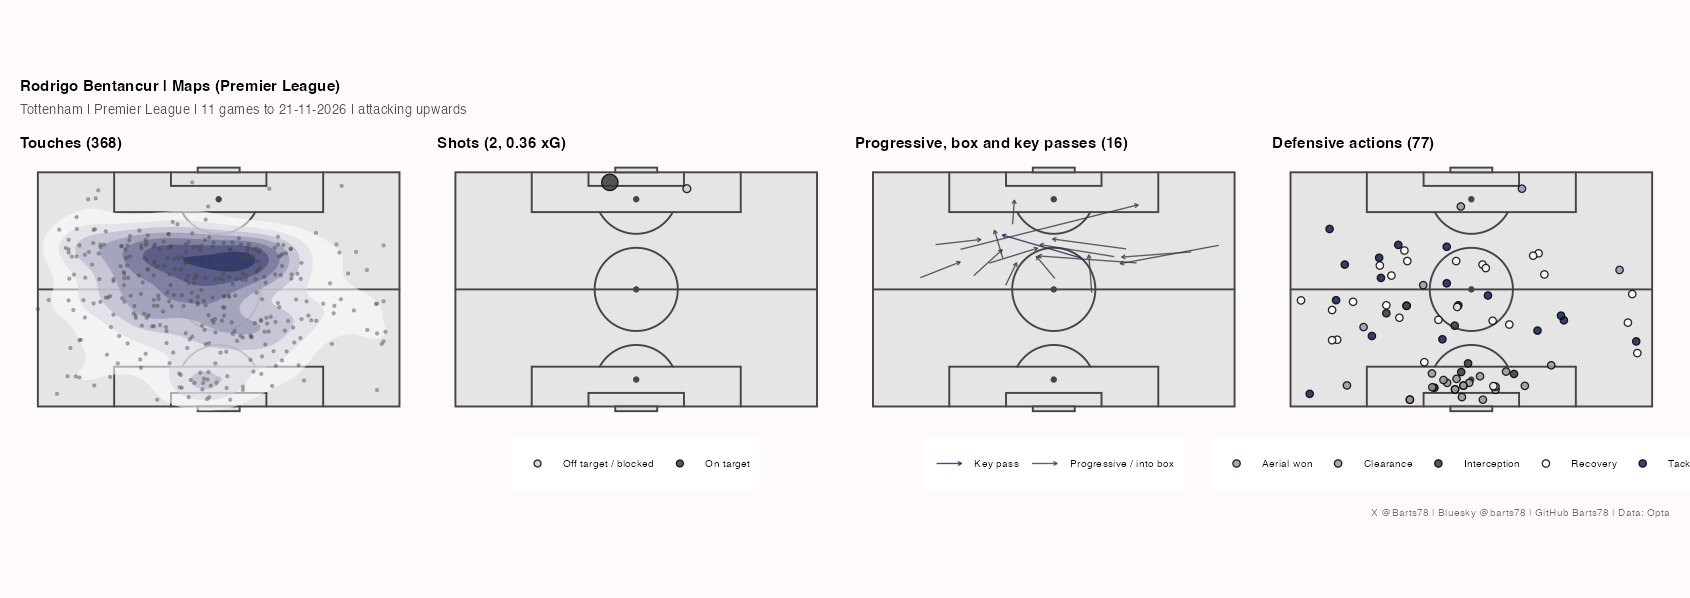 Rodrigo Bentancur | Maps (Premier League)
Tottenham | Premier League | 11 games to 21-11-2026 | attacking upwards
Touches (368)
Shots (2, 0.36 xG)
Progressive, box and key passes (16)
Defensive actions (77)
Off target / blocked
On target
Key pass
Progressive / into box
Aerial won
Clearance
Interception
Recovery
Tack
X @Barts78 | Bluesky @barts78 | GitHub Barts78 | Data: Opta